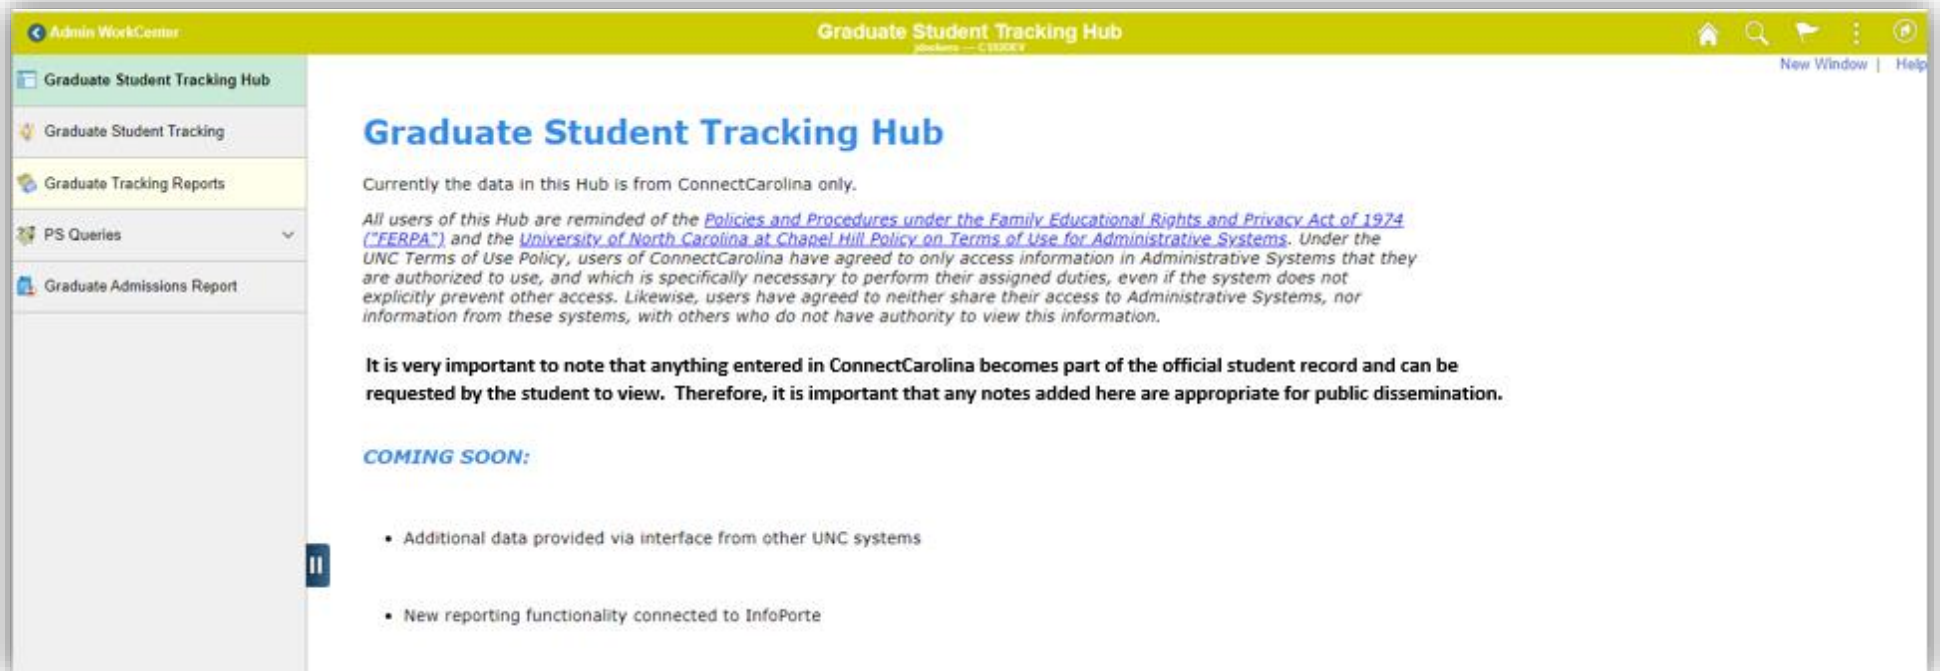 Admin WorkCenter
Graduate Student Tracking Hub
New Window | Help
Graduate Student Tracking Hub
Graduate Student Tracking
Graduate Tracking Reports
PS Queries
Graduate Admissions Report
Graduate Student Tracking Hub
Currently the data in this Hub is from ConnectCarolina only.
All users of this Hub are reminded of the Policies and Procedures under the Family Educational Rights and Privacy Act of 1974
("FERPA") and the University of North Carolina at Chapel Hill Policy on Terms of Use for Administrative Systems. Under the
UNC Terms of Use Policy, users of ConnectCarolina have agreed to only access information in Administrative Systems that they
are authorized to use, and which is specifically necessary to perform their assigned duties, even if the system does not
explicitly prevent other access. Likewise, users have agreed to neither share their access to Administrative Systems, nor
information from these systems, with others who do not have authority to view this information.
It is very important to note that anything entered in ConnectCarolina becomes part of the official student record and can be
requested by the student to view. Therefore, it is important that any notes added here are appropriate for public dissemination.
COMING SOON:
• Additional data provided via interface from other UNC systems
• New reporting functionality connected to InfoPorte